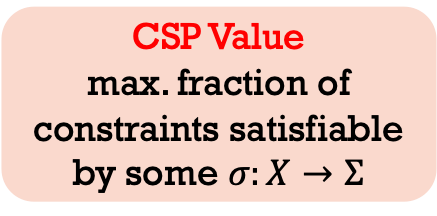 CSP Value
max. fraction of
constraints satisfiable
by some σ: X → Σ